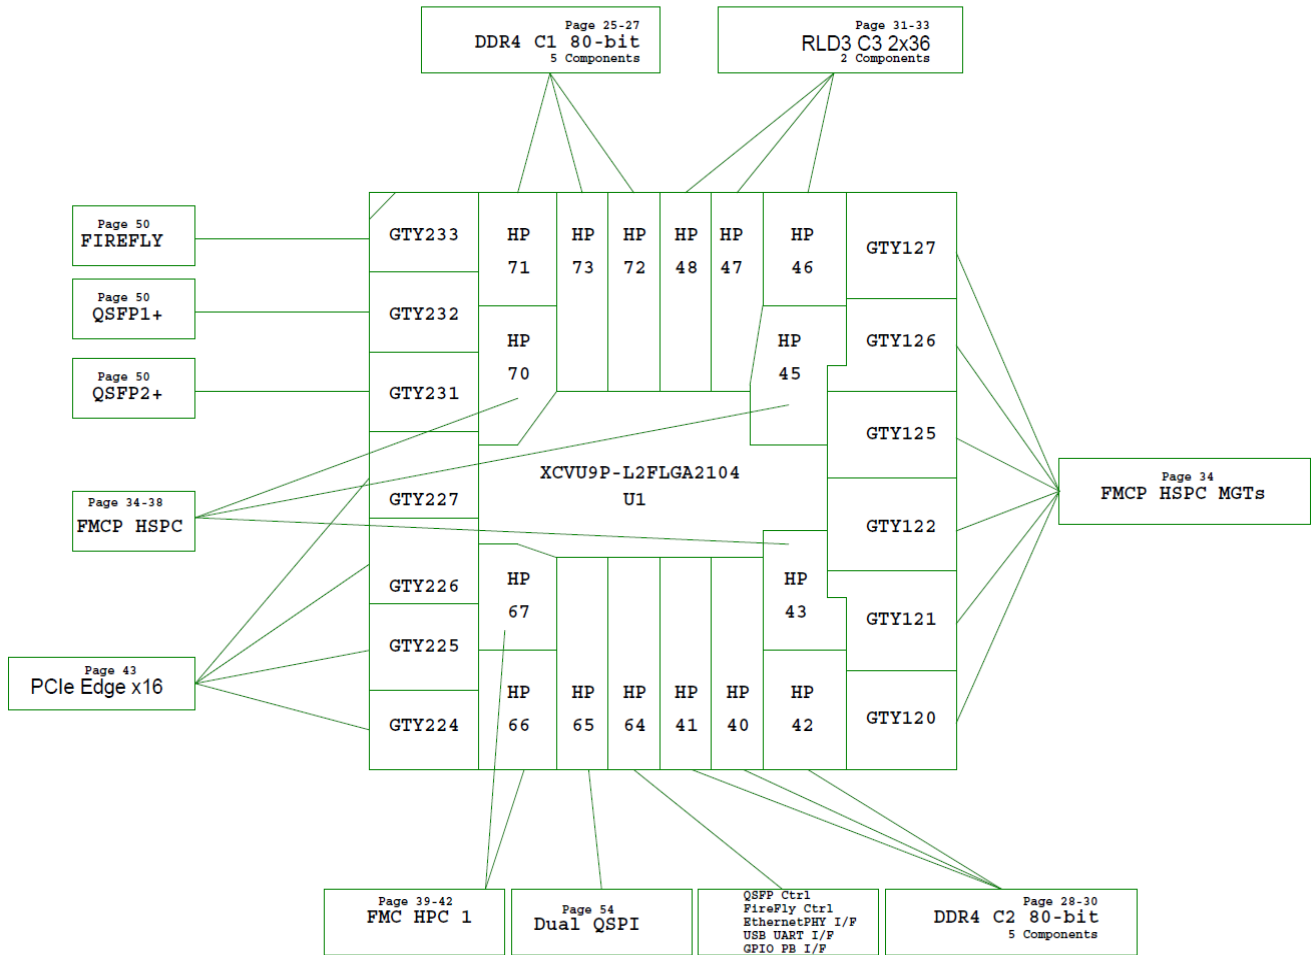 Page 25-27
DDR4 C1 80-bit
5 Components
Page 31-33
RLD3 C3 2x36
2 Components
Page 50
FIREFLY
Page 50
QSFP1+
Page 50
QSFP2+
Page 34-38
FMCP HSPC
Page 43
PCIe Edge x16
GTY233
GTY232
GTY231
GTY227
GTY226
GTY225
GTY224
HP
71
HP
73
HP
72
HP
48
HP
47
HP
46
HP
70
HP
45
XCVU9P-L2FLGA2104
U1
HP
67
HP
43
HP
66
HP
65
HP
64
HP
41
HP
40
HP
42
GTY127
GTY126
GTY125
GTY122
GTY121
GTY120
Page 34
FMCP HSPC MGTs
Page 39-42
FMC HPC 1
Page 54
Dual QSPI
QSFP Ctrl
FireFly Ctrl
EthernetPHY I/F
USB UART I/F
GPIO PB I/F
Page 28-30
DDR4 C2 80-bit
5 Components